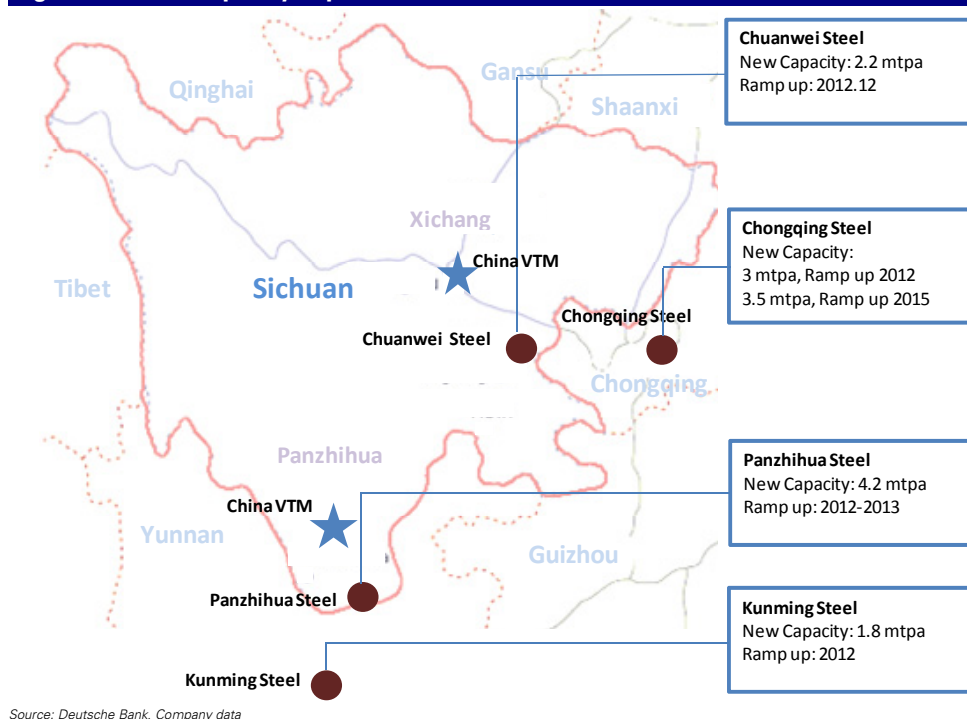 Chuanwei Steel
New Capacity: 2.2 mtpa
Ramp up: 2012.12
Gansu
Qinghai
Shaanxi
Xichang
Chongqing Steel
New Capacity:
3 mtpa, Ramp up 2012
3.5 mtpa, Ramp up 2015
China VTM
Tibet
Sichuan
Chongqing Steel
Chuanwei Steel
Chongqing
Panzhihua
Panzhihua Steel
New Capacity: 4.2 mtpa
Ramp up: 2012-2013
China VTM
Yunnan
Guizhou
Panzhihua Steel
Kunming Steel
New Capacity: 1.8 mtpa
Ramp up: 2012
Kunming Steel
Source: Deutsche Bank, Company data